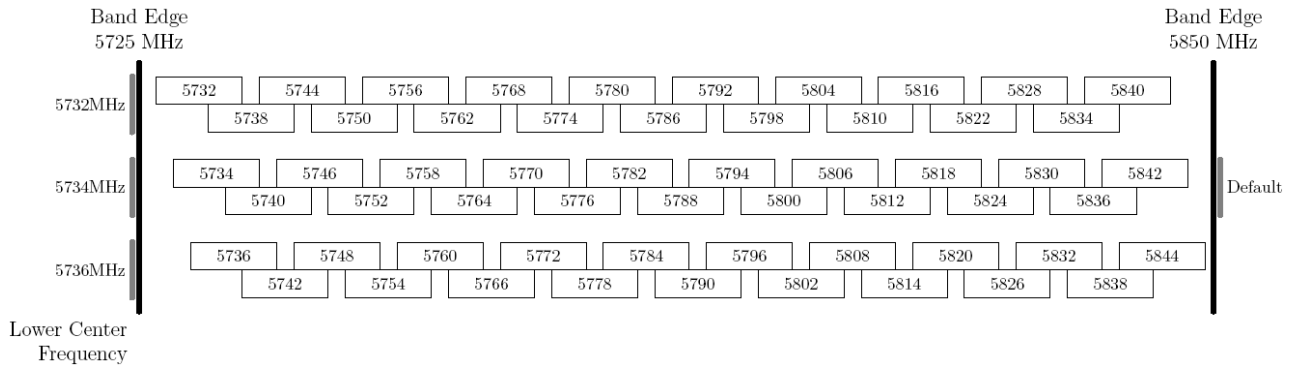 Band Edge
5725 MHz
Band Edge
5850 MHz
5732MHz
5732 5744 5756 5768 5780 5792 5804 5816 5828 5840
5738 5750 5762 5774 5786 5798 5810 5822 5834
5734MHz
5734 5746 5758 5770 5782 5794 5806 5818 5830 5842
5740 5752 5764 5776 5788 5800 5812 5824 5836
Default
5736MHz
5736 5748 5760 5772 5784 5796 5808 5820 5832 5844
5742 5754 5766 5778 5790 5802 5814 5826 5838
Lower Center
Frequency